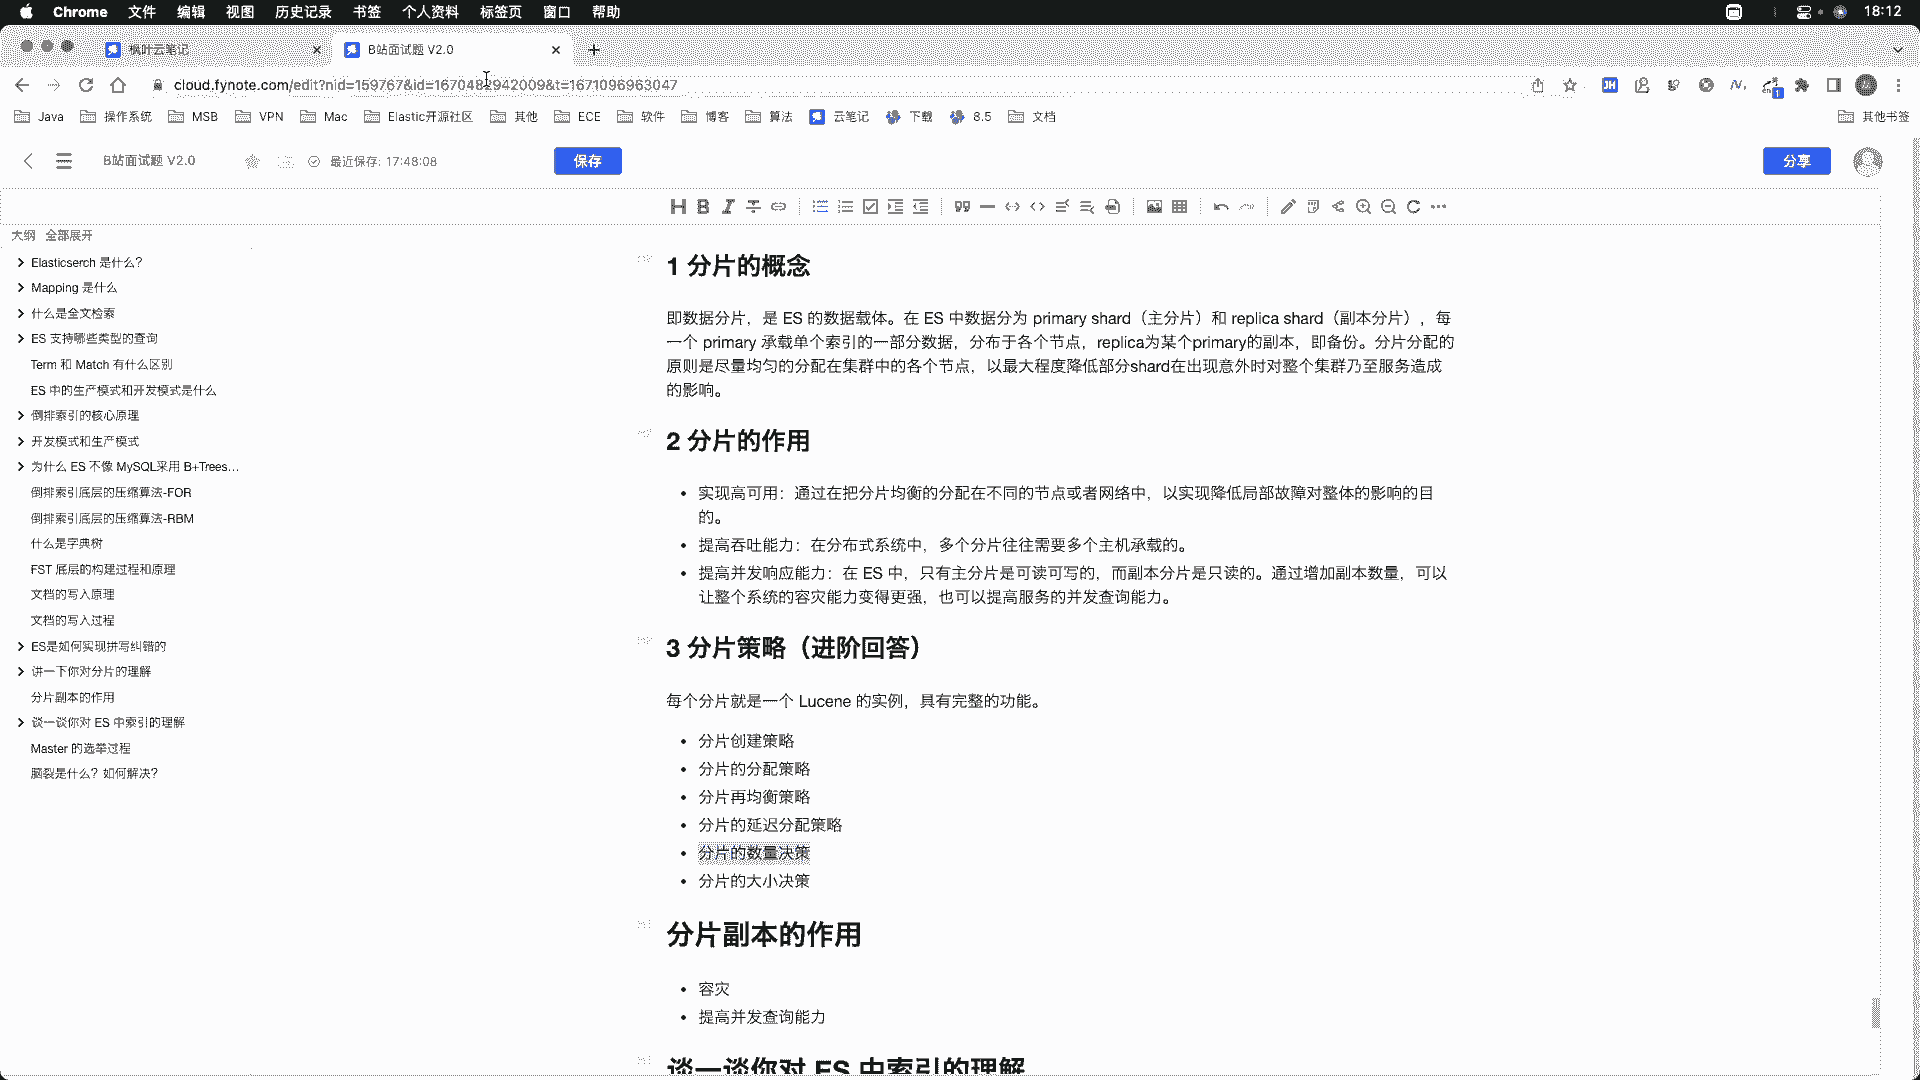 Chrome 文件 编辑 视图 历史记录 书签 个人资料 标签页 窗口 帮助 18:12
枫叶云笔记 B站面试题 V2.0
cloud.fynote.com/edit?nid=159767&id=1670482942009&t=1671096963047
Java 操作系统 MSB VPN Mac Elastic开源社区 其他 ECE 软件 博客 算法 云笔记 下载 8.5 文档 其他书签
B站面试题 V2.0 最近保存: 17:48:08 保存 分享
大纲 全部展开
Elasticserch 是什么？
Mapping 是什么
什么是全文检索
ES 支持哪些类型的查询
Term 和 Match 有什么区别
ES 中的生产模式和开发模式是什么
倒排索引的核心原理
开发模式和生产模式
为什么 ES 不像 MySQL采用 B+Trees…
倒排索引底层的压缩算法-FOR
倒排索引底层的压缩算法-RBM
什么是字典树
FST 底层的构建过程和原理
文档的写入原理
文档的写入过程
ES是如何实现拼写纠错的
讲一下你对分片的理解
分片副本的作用
谈一谈你对 ES 中索引的理解
Master 的选举过程
脑裂是什么？如何解决？
1 分片的概念
即数据分片，是 ES 的数据载体。在 ES 中数据分为 primary shard（主分片）和 replica shard（副本分片），每
一个 primary 承载单个索引的一部分数据，分布于各个节点，replica为某个primary的副本，即备份。分片分配的
原则是尽量均匀的分配在集群中的各个节点，以最大程度降低部分shard在出现意外时对整个集群乃至服务造成
的影响。
2 分片的作用
• 实现高可用：通过在把分片均衡的分配在不同的节点或者网络中，以实现降低局部故障对整体的影响的目
的。
• 提高吞吐能力：在分布式系统中，多个分片往往需要多个主机承载的。
• 提高并发响应能力：在 ES 中，只有主分片是可读可写的，而副本分片是只读的。通过增加副本数量，可以
让整个系统的容灾能力变得更强，也可以提高服务的并发查询能力。
3 分片策略（进阶回答）
每个分片就是一个 Lucene 的实例，具有完整的功能。
• 分片创建策略
• 分片的分配策略
• 分片再均衡策略
• 分片的延迟分配策略
• 分片的数量决策
• 分片的大小决策
分片副本的作用
• 容灾
• 提高并发查询能力
谈一谈你对 ES 中索引的理解